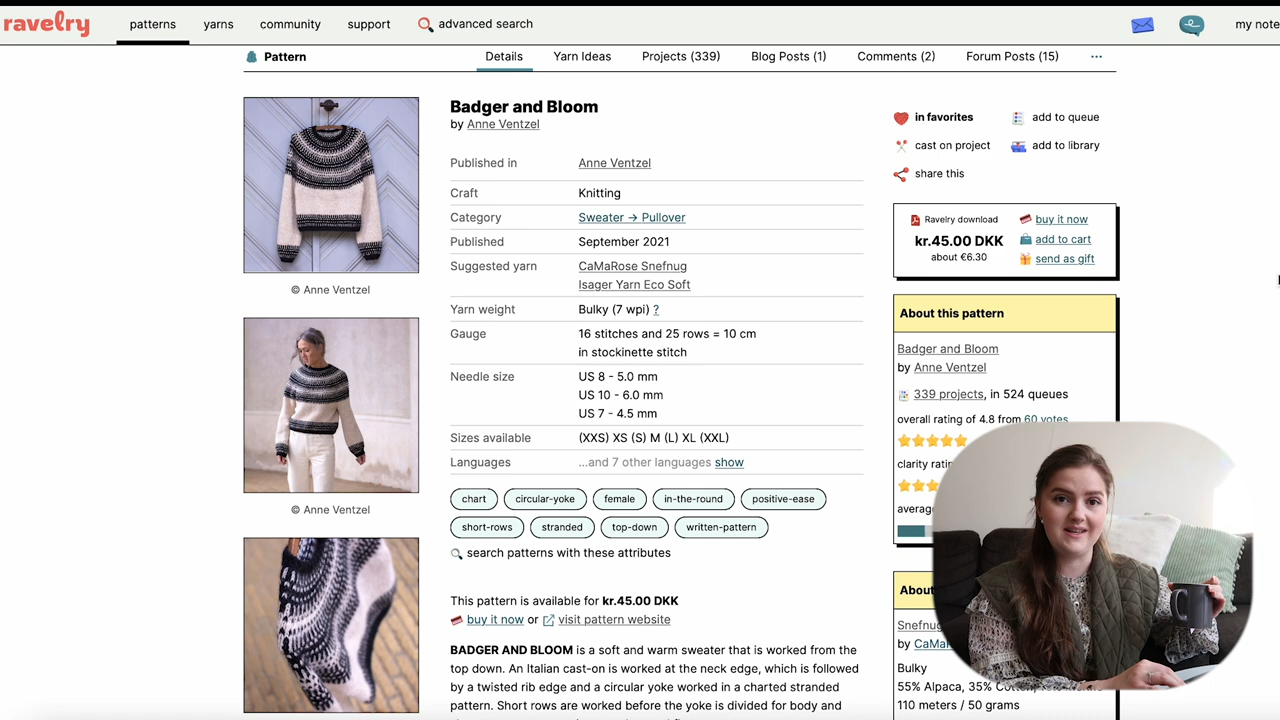 ravelry
patterns
yarns
community
support
advanced search
my note
Pattern
Details
Yarn Ideas
Projects (339)
Blog Posts (1)
Comments (2)
Forum Posts (15)
© Anne Ventzel
© Anne Ventzel
Badger and Bloom
by Anne Ventzel
Published in Anne Ventzel
Craft Knitting
Category Sweater → Pullover
Published September 2021
Suggested yarn CaMaRose Snefnug
Isager Yarn Eco Soft
Yarn weight Bulky (7 wpi) ?
Gauge 16 stitches and 25 rows = 10 cm
in stockinette stitch
Needle size US 8 - 5.0 mm
US 10 - 6.0 mm
US 7 - 4.5 mm
Sizes available (XXS) XS (S) M (L) XL (XXL)
Languages ...and 7 other languages show
chart circular-yoke female in-the-round positive-ease
short-rows stranded top-down written-pattern
search patterns with these attributes
This pattern is available for kr.45.00 DKK
buy it now or visit pattern website
BADGER AND BLOOM is a soft and warm sweater that is worked from the
top down. An Italian cast-on is worked at the neck edge, which is followed
by a twisted rib edge and a circular yoke worked in a charted stranded
pattern. Short rows are worked before the yoke is divided for body and
in favorites add to queue
cast on project add to library
share this
Ravelry download
kr.45.00 DKK
about €6.30
buy it now
add to cart
send as gift
About this pattern
Badger and Bloom
by Anne Ventzel
339 projects, in 524 queues
overall rating of 4.8 from 60 votes
clarity ratin
averag
About
Snefnug
by CaMa
Bulky
55% Alpaca, 35% Cotton,
110 meters / 50 grams